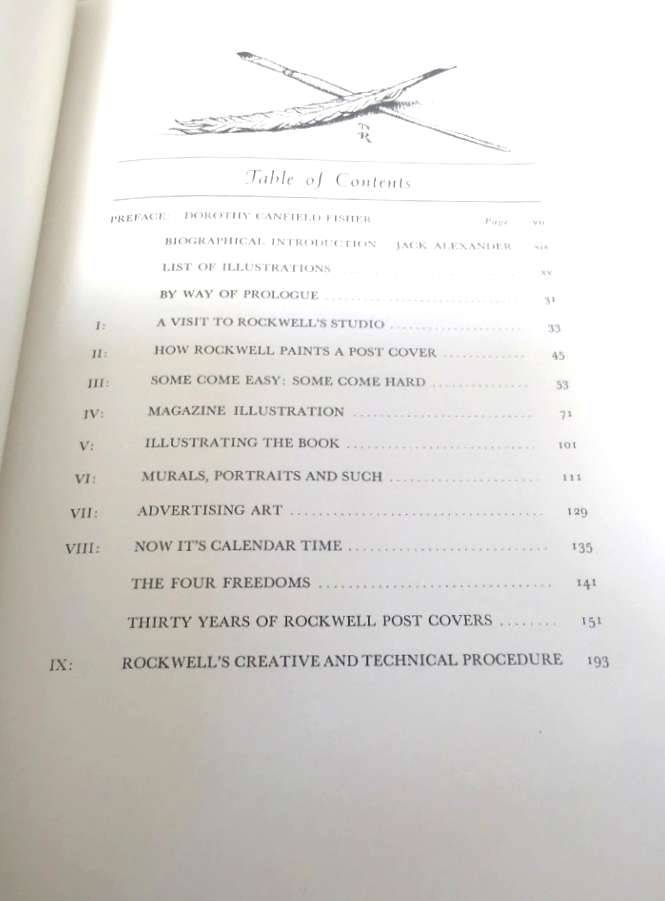 NR
Table of Contents
PREFACE: DOROTHY CANFIELD FISHER Page vii
BIOGRAPHICAL INTRODUCTION JACK ALEXANDER
LIST OF ILLUSTRATIONS xv
BY WAY OF PROLOGUE 31
I: A VISIT TO ROCKWELL'S STUDIO 33
II: HOW ROCKWELL PAINTS A POST COVER 45
III: SOME COME EASY: SOME COME HARD 53
IV: MAGAZINE ILLUSTRATION 71
V: ILLUSTRATING THE BOOK 101
VI: MURALS, PORTRAITS AND SUCH 111
VII: ADVERTISING ART 129
VIII: NOW IT'S CALENDAR TIME 135
THE FOUR FREEDOMS 141
THIRTY YEARS OF ROCKWELL POST COVERS 151
IX: ROCKWELL'S CREATIVE AND TECHNICAL PROCEDURE 193